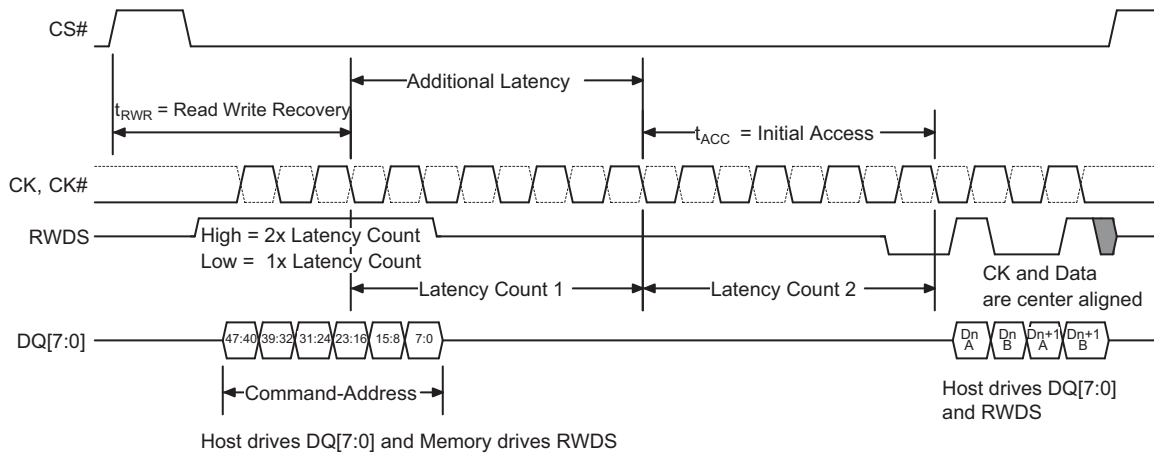 CS#
Additional Latency
tRWR = Read Write Recovery
tACC = Initial Access
CK, CK#
RWDS
High = 2x Latency Count
Low = 1x Latency Count
CK and Data
are center aligned
Latency Count 1
Latency Count 2
DQ[7:0]
47:40 39:32 31:24 23:16 15:8 7:0
Dn A
Dn B
Dn+1 A
Dn+1 B
Command-Address
Host drives DQ[7:0]
and RWDS
Host drives DQ[7:0] and Memory drives RWDS